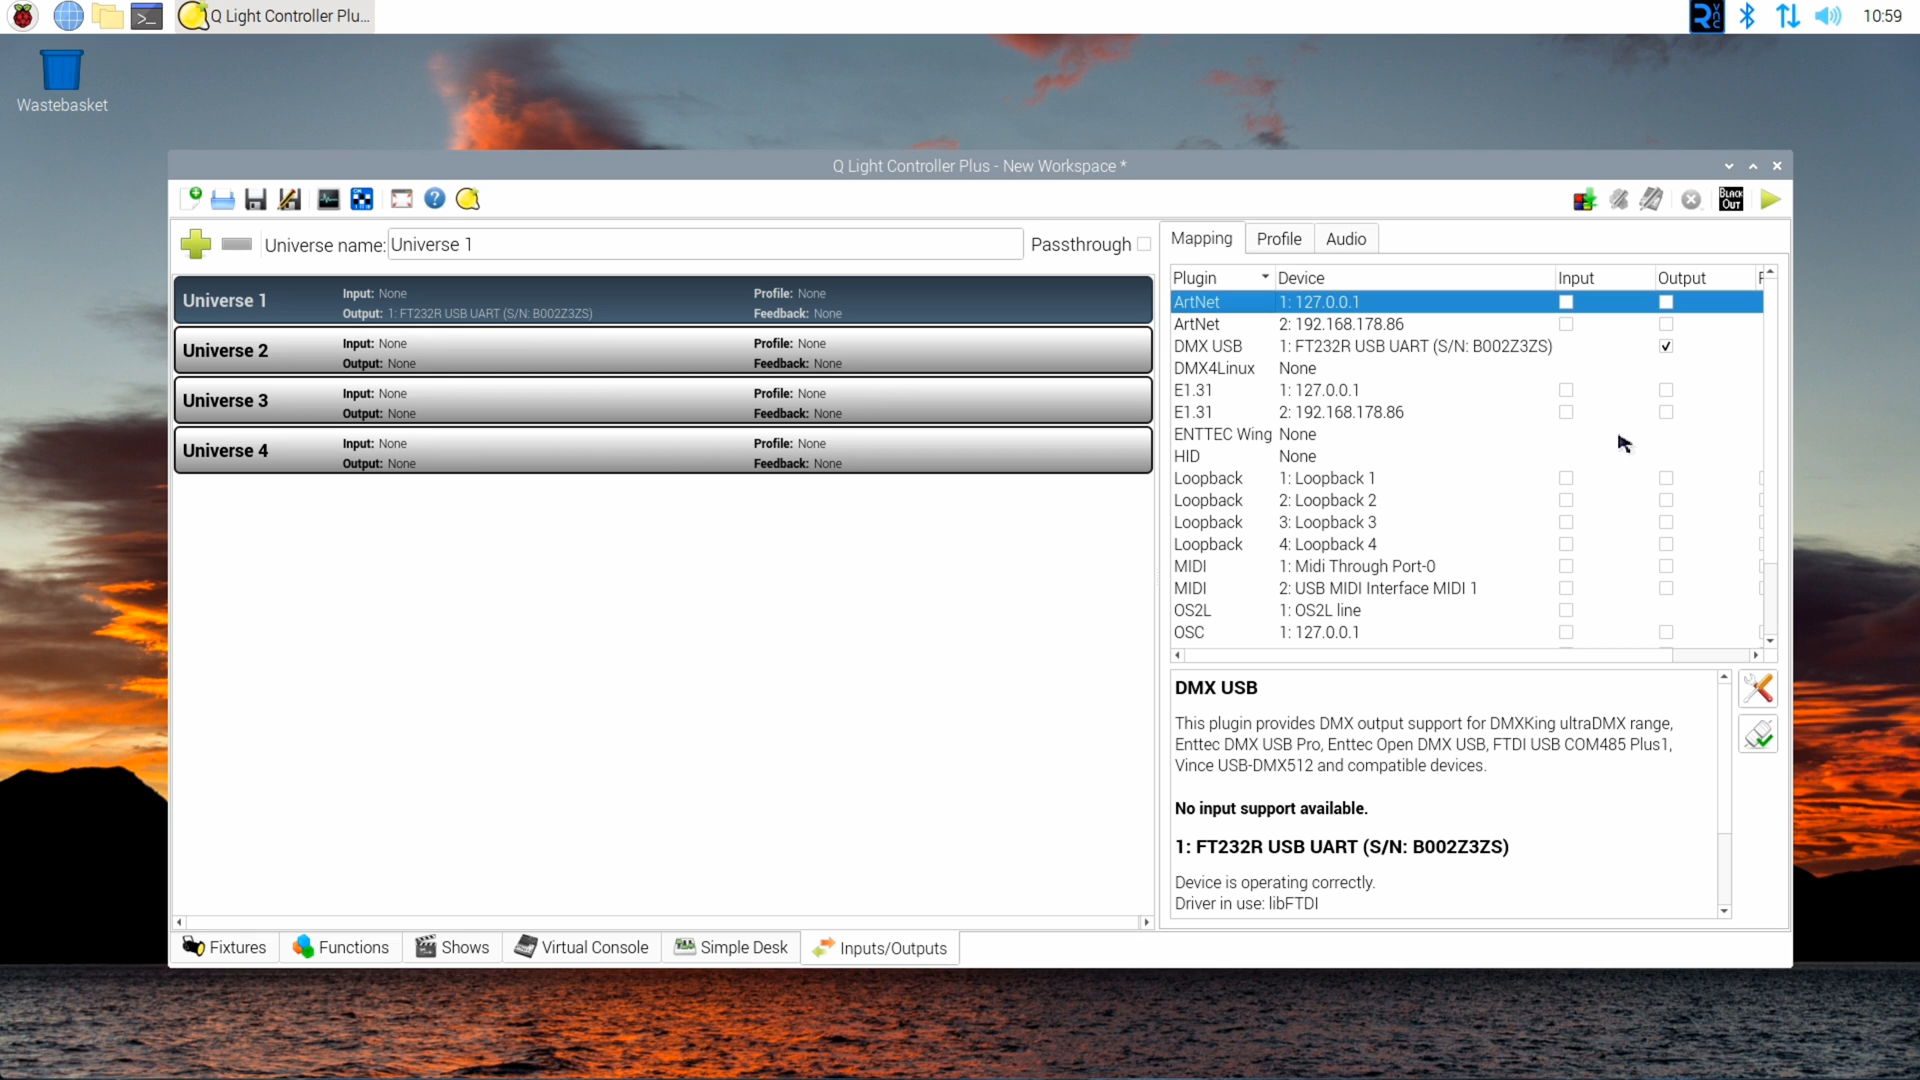 Q Light Controller Plu...
10:59
Wastebasket
Q Light Controller Plus - New Workspace *
BLACK
OUT
Universe name: Universe 1
Passthrough
Universe 1
Input: None
Profile: None
Output: 1: FT232R USB UART (S/N: B002Z3ZS)
Feedback: None
Universe 2
Input: None
Profile: None
Output: None
Feedback: None
Universe 3
Input: None
Profile: None
Output: None
Feedback: None
Universe 4
Input: None
Profile: None
Output: None
Feedback: None
Mapping
Profile
Audio
Plugin Device Input Output
ArtNet 1: 127.0.0.1
ArtNet 2: 192.168.178.86
DMX USB 1: FT232R USB UART (S/N: B002Z3ZS)
DMX4Linux None
E1.31 1: 127.0.0.1
E1.31 2: 192.168.178.86
ENTTEC Wing None
HID None
Loopback 1: Loopback 1
Loopback 2: Loopback 2
Loopback 3: Loopback 3
Loopback 4: Loopback 4
MIDI 1: Midi Through Port-0
MIDI 2: USB MIDI Interface MIDI 1
OS2L 1: OS2L line
OSC 1: 127.0.0.1
DMX USB
This plugin provides DMX output support for DMXKing ultraDMX range,
Enttec DMX USB Pro, Enttec Open DMX USB, FTDI USB COM485 Plus1,
Vince USB-DMX512 and compatible devices.
No input support available.
1: FT232R USB UART (S/N: B002Z3ZS)
Device is operating correctly.
Driver in use: libFTDI
Fixtures
Functions
Shows
Virtual Console
Simple Desk
Inputs/Outputs